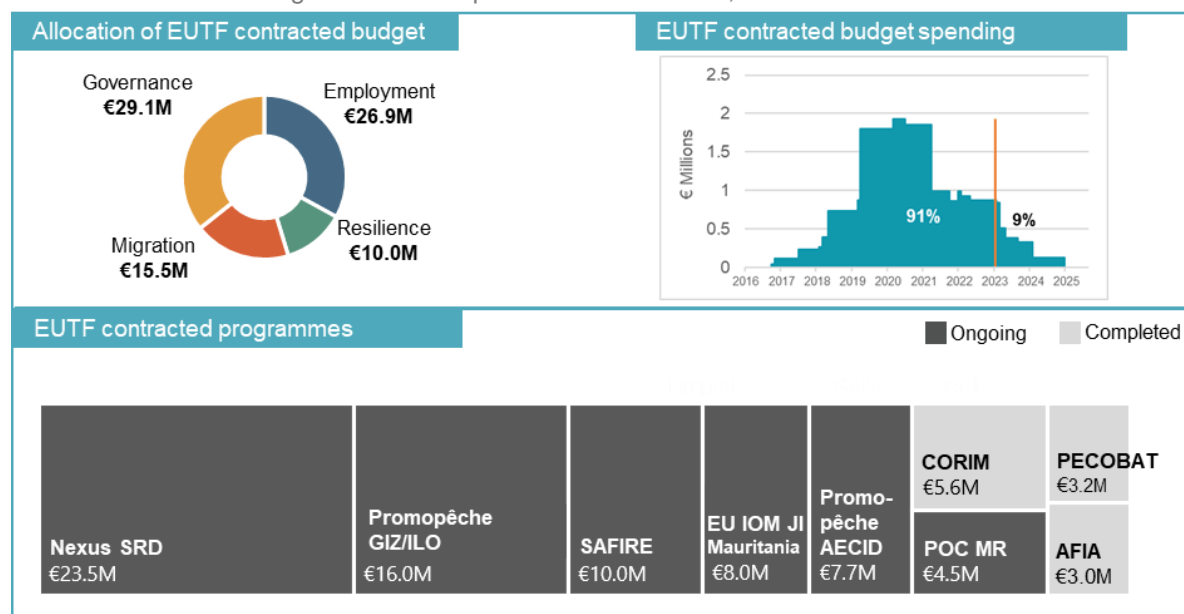 Allocation of EUTF contracted budget
EUTF contracted budget spending
Governance
€29.1M
Employment
€26.9M
Resilience
€10.0M
Migration
€15.5M
€ Millions
2.5
2
1.5
1
0.5
0
91%
9%
2016 2017 2018 2019 2020 2021 2022 2023 2024 2025
EUTF contracted programmes
Ongoing
Completed
Nexus SRD
€23.5M
Promopêche
GIZ/ILO
€16.0M
SAFIRE
€10.0M
EU IOM JI
Mauritania
€8.0M
Promo-
pêche
AECID
€7.7M
CORIM
€5.6M
POC MR
€4.5M
PECOBAT
€3.2M
AFIA
€3.0M